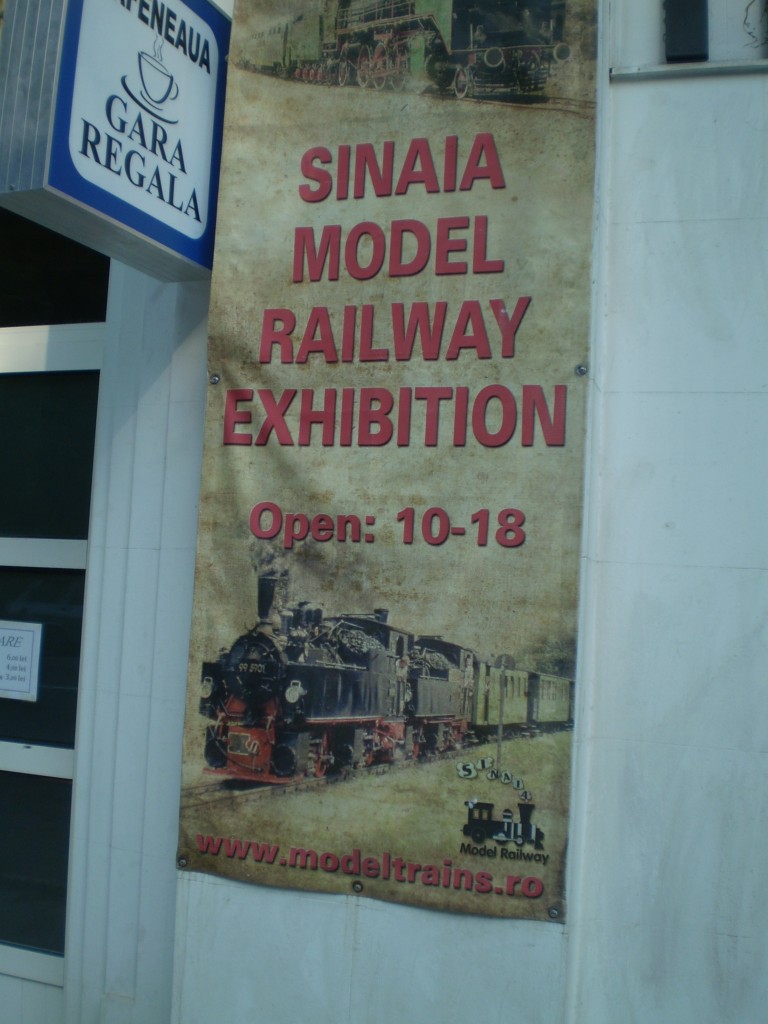 GARA
REGALA
SINAIA
MODEL
RAILWAY
EXHIBITION
Open: 10-18
99 5901
SINAIA
Model Railway
www.modeltrains.ro